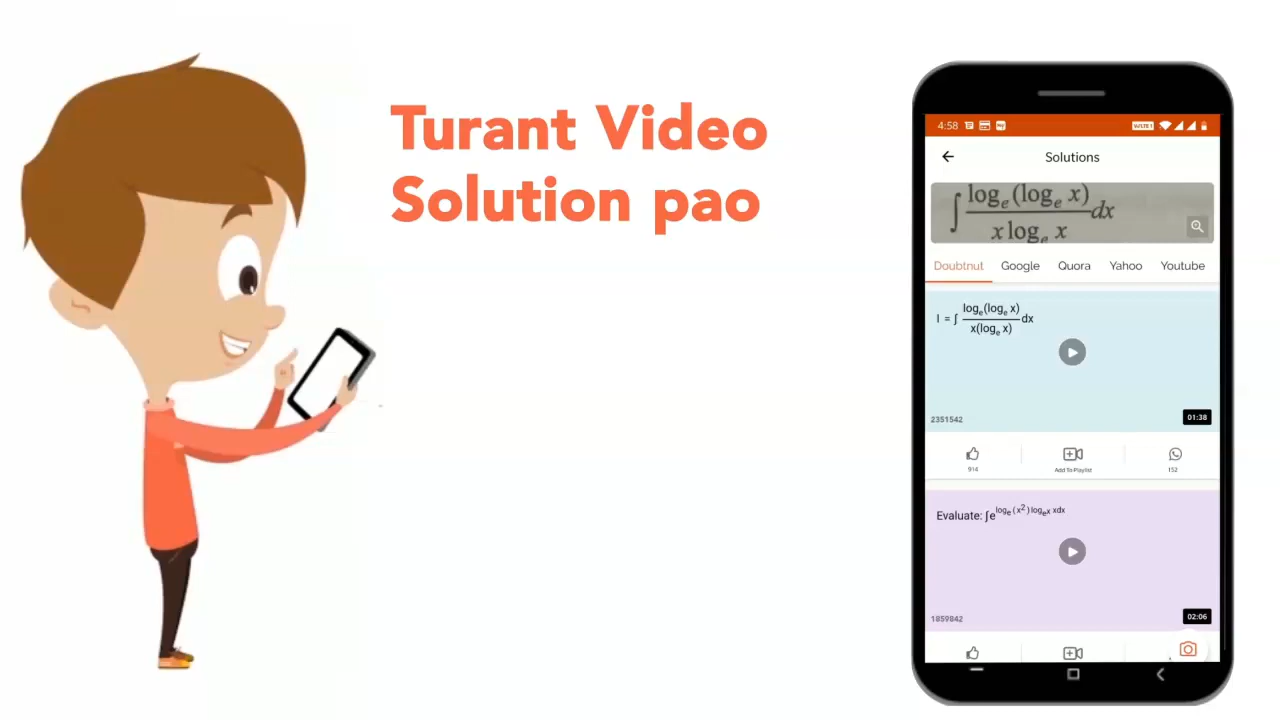 Turant Video
Solution pao
4:58
VoLTE1
Solutions
∫ logₑ(logₑ x) / x logₑ x dx
Doubtnut Google Quora Yahoo Youtube
I = ∫ logₑ(logₑ x) / x(logₑ x) dx
2351542 01:38
914 Add To Playlist 152
Evaluate: ∫e^logₑ(x²)logₑx xdx
1859842 02:06